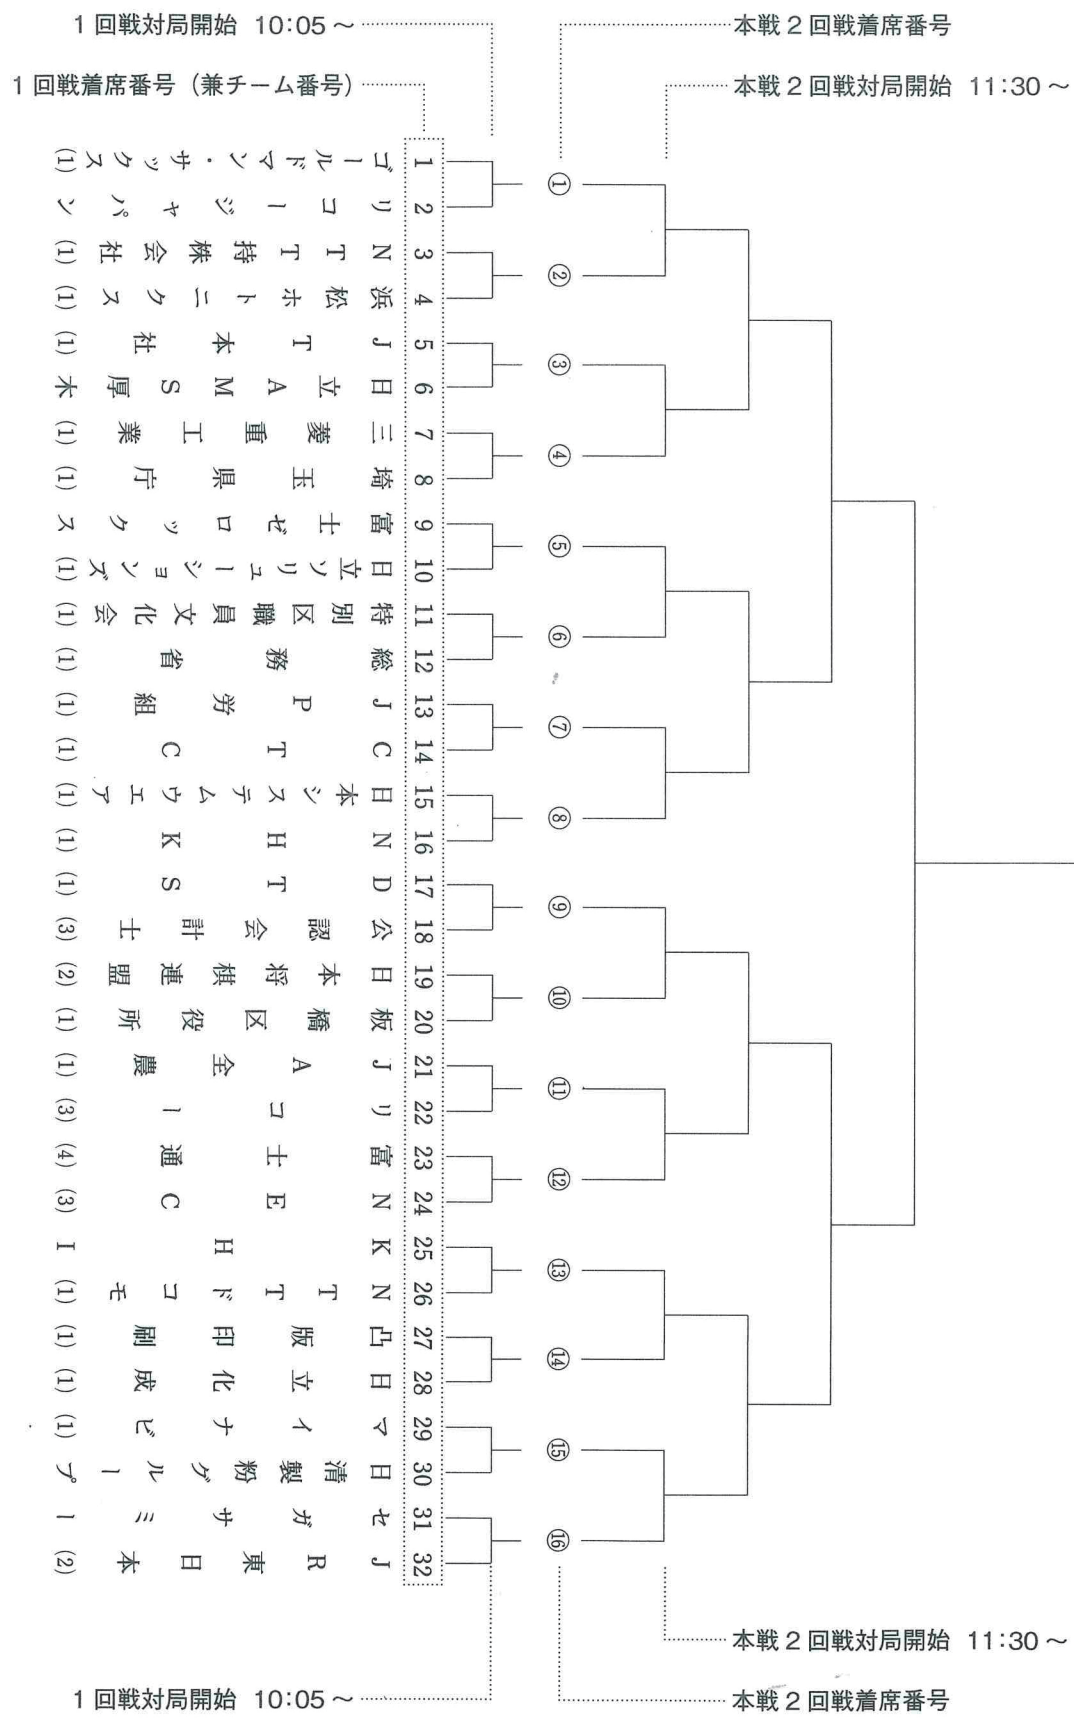 1回戦対局開始 10:05～
本戦2回戦着席番号
1回戦着席番号（兼チーム番号）
本戦2回戦対局開始 11:30～
1 ゴールドマン・サックス (1)
2 リコージャパン
3 NTT持株会社 (1)
4 浜松ホトニクス (1)
5 JT本社 (1)
6 日立AMS厚木
7 三菱重工業 (1)
8 埼玉県庁 (1)
9 富士ゼロックス
10 日立ソリューションズ (1)
11 特別区職員文化会 (1)
12 総務省 (1)
13 JP労組 (1)
14 CTC (1)
15 日本システムウエア (1)
16 NHK (1)
17 DTS (1)
18 公認会計士 (3)
19 日本将棋連盟 (2)
20 板橋区役所 (1)
21 JA全農 (1)
22 リコー (3)
23 富士通 (4)
24 NEC (3)
25 KHI
26 NTTドコモ (1)
27 凸版印刷 (1)
28 日立化成 (1)
29 マイナビ (1)
30 日清製粉グループ
31 セガサミー
32 JR東日本 (2)
①
②
③
④
⑤
⑥
⑦
⑧
⑨
⑩
⑪
⑫
⑬
⑭
⑮
⑯
本戦2回戦対局開始 11:30～
1回戦対局開始 10:05～
本戦2回戦着席番号